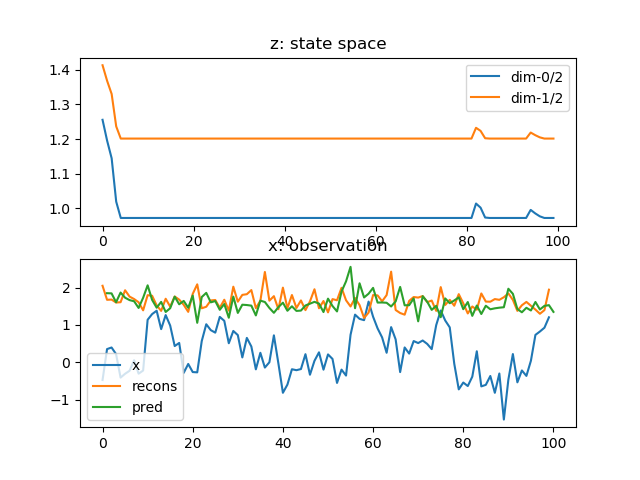 z: state space
1.4
1.3
1.2
1.1
1.0
dim-0/2
dim-1/2
0 20 40 60 80 100
x: observation
2
1
0
−1
x
recons
pred
0 20 40 60 80 100